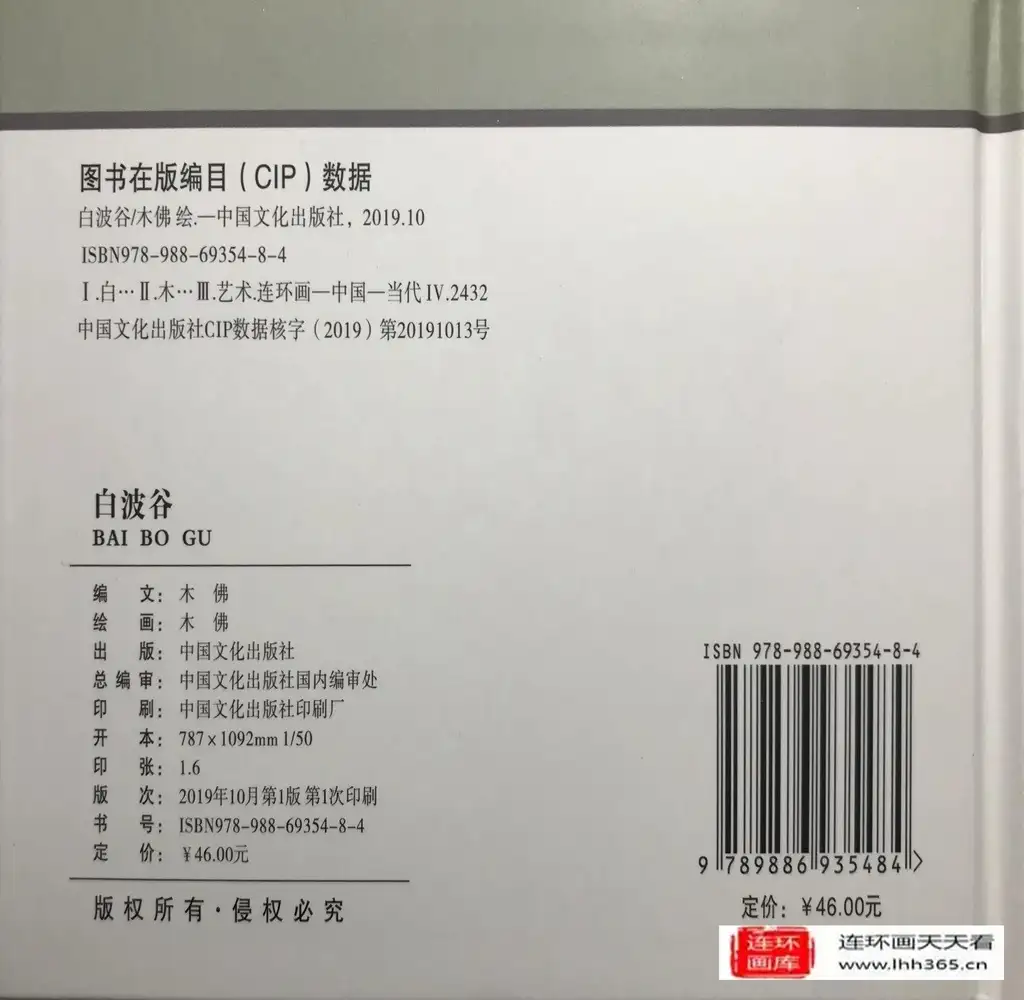 图书在版编目（CIP）数据
白波谷/木佛 绘.—中国文化出版社，2019.10
ISBN978-988-69354-8-4
Ⅰ.白… Ⅱ.木… Ⅲ.艺术.连环画—中国—当代 IV.2432
中国文化出版社CIP数据核字（2019）第20191013号
白波谷
BAI BO GU
编 文：木 佛
绘 画：木 佛
出 版：中国文化出版社
总编审：中国文化出版社国内编审处
印 刷：中国文化出版社印刷厂
开 本：787×1092mm 1/50
印 张：1.6
版 次：2019年10月第1版 第1次印刷
书 号：ISBN978-988-69354-8-4
定 价：￥46.00元
版权所有·侵权必究
ISBN 978-988-69354-8-4
9 789886 935484
定价：￥46.00元
连环画库
连环画天天看
www.lhh365.cn